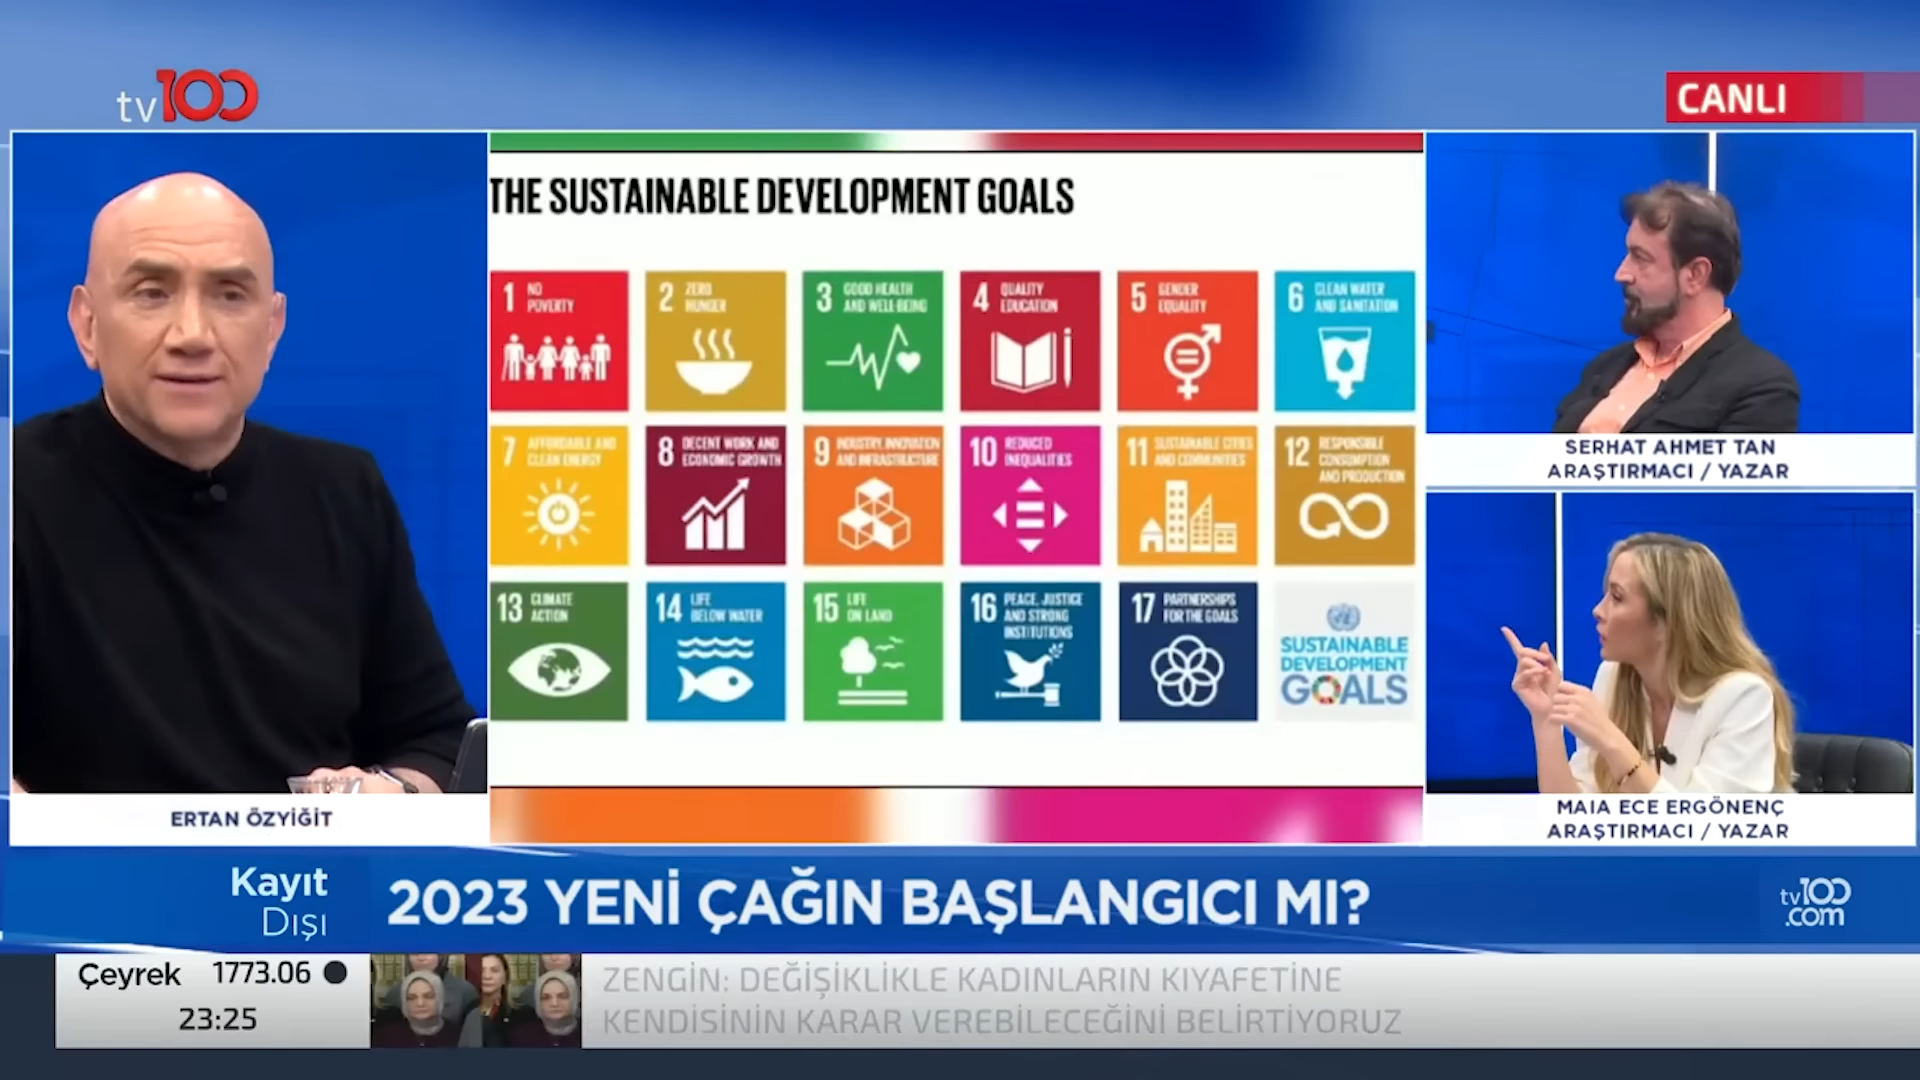 tv100
CANLI
THE SUSTAINABLE DEVELOPMENT GOALS
1 NO
POVERTY
2 ZERO
HUNGER
3 GOOD HEALTH
AND WELL-BEING
4 QUALITY
EDUCATION
5 GENDER
EQUALITY
6 CLEAN WATER
AND SANITATION
7 AFFORDABLE AND
CLEAN ENERGY
8 DECENT WORK AND
ECONOMIC GROWTH
9 INDUSTRY, INNOVATION
AND INFRASTRUCTURE
10 REDUCED
INEQUALITIES
11 SUSTAINABLE CITIES
AND COMMUNITIES
12 RESPONSIBLE
CONSUMPTION
AND PRODUCTION
13 CLIMATE
ACTION
14 LIFE
BELOW WATER
15 LIFE
ON LAND
16 PEACE, JUSTICE
AND STRONG
INSTITUTIONS
17 PARTNERSHIPS
FOR THE GOALS
SUSTAINABLE
DEVELOPMENT
GOALS
SERHAT AHMET TAN
ARAŞTIRMACI / YAZAR
MAIA ECE ERGÖNENÇ
ARAŞTIRMACI / YAZAR
ERTAN ÖZYİĞİT
Kayıt
Dışı
2023 YENİ ÇAĞIN BAŞLANGICI MI?
tv100
.com
Çeyrek 1773.06
23:25
ZENGİN: DEĞİŞİKLİKLE KADINLARIN KIYAFETİNE
KENDİSİNİN KARAR VEREBİLECEĞİNİ BELİRTİYORUZ